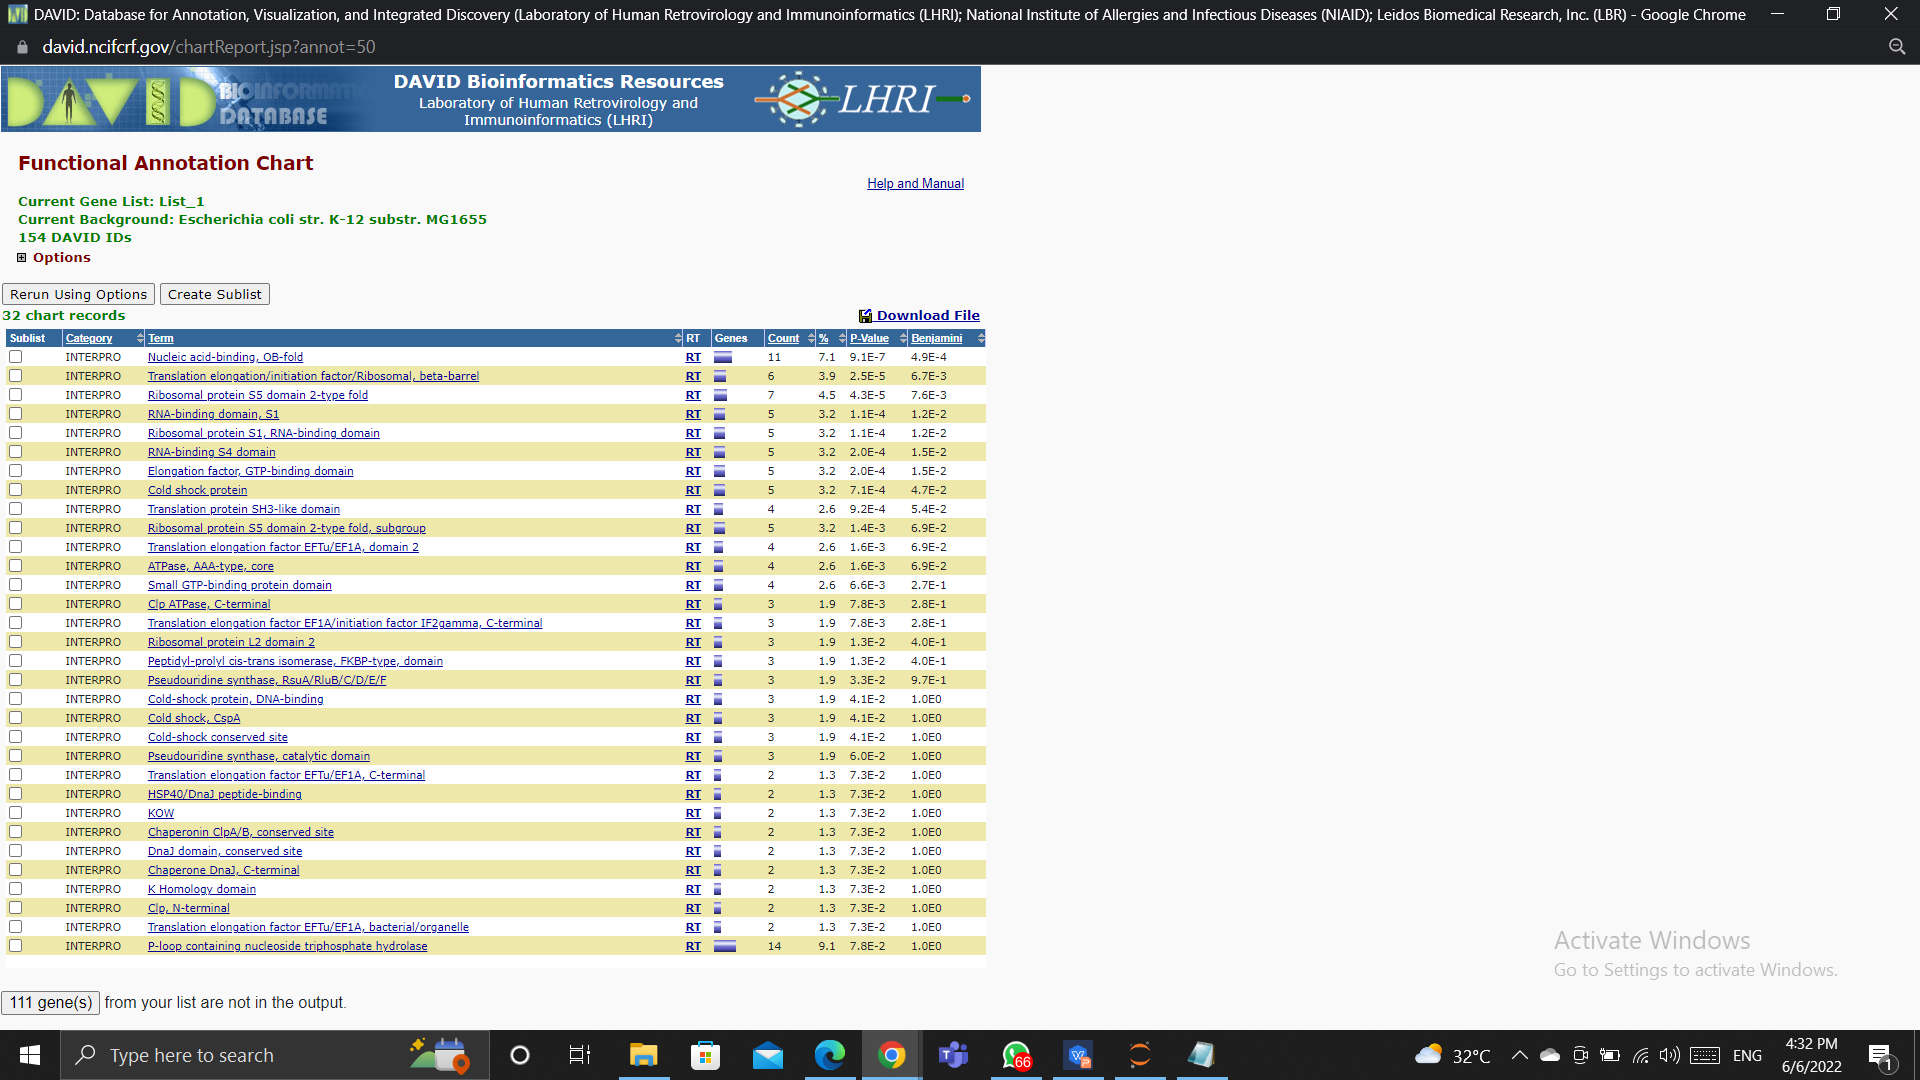 DAVID: Database for Annotation, Visualization, and Integrated Discovery (Laboratory of Human Retrovirology and Immunoinformatics (LHRI); National Institute of Allergies and Infectious Diseases (NIAID); Leidos Biomedical Research, Inc. (LBR) - Google Chrome
david.ncifcrf.gov/chartReport.jsp?annot=50
DAVID BIOINFORMATICS DATABASE
DAVID Bioinformatics Resources
Laboratory of Human Retrovirology and
Immunoinformatics (LHRI)
LHRI
Functional Annotation Chart
Help and Manual
Current Gene List: List_1
Current Background: Escherichia coli str. K-12 substr. MG1655
154 DAVID IDs
Options
Rerun Using Options Create Sublist
32 chart records Download File
Sublist Category Term RT Genes Count % P-Value Benjamini
INTERPRO Nucleic acid-binding, OB-fold RT 11 7.1 9.1E-7 4.9E-4
INTERPRO Translation elongation/initiation factor/Ribosomal, beta-barrel RT 6 3.9 2.5E-5 6.7E-3
INTERPRO Ribosomal protein S5 domain 2-type fold RT 7 4.5 4.3E-5 7.6E-3
INTERPRO RNA-binding domain, S1 RT 5 3.2 1.1E-4 1.2E-2
INTERPRO Ribosomal protein S1, RNA-binding domain RT 5 3.2 1.1E-4 1.2E-2
INTERPRO RNA-binding S4 domain RT 5 3.2 2.0E-4 1.5E-2
INTERPRO Elongation factor, GTP-binding domain RT 5 3.2 2.0E-4 1.5E-2
INTERPRO Cold shock protein RT 5 3.2 7.1E-4 4.7E-2
INTERPRO Translation protein SH3-like domain RT 4 2.6 9.2E-4 5.4E-2
INTERPRO Ribosomal protein S5 domain 2-type fold, subgroup RT 5 3.2 1.4E-3 6.9E-2
INTERPRO Translation elongation factor EFTu/EF1A, domain 2 RT 4 2.6 1.6E-3 6.9E-2
INTERPRO ATPase, AAA-type, core RT 4 2.6 1.6E-3 6.9E-2
INTERPRO Small GTP-binding protein domain RT 4 2.6 6.6E-3 2.7E-1
INTERPRO Clp ATPase, C-terminal RT 3 1.9 7.8E-3 2.8E-1
INTERPRO Translation elongation factor EF1A/initiation factor IF2gamma, C-terminal RT 3 1.9 7.8E-3 2.8E-1
INTERPRO Ribosomal protein L2 domain 2 RT 3 1.9 1.3E-2 4.0E-1
INTERPRO Peptidyl-prolyl cis-trans isomerase, FKBP-type, domain RT 3 1.9 1.3E-2 4.0E-1
INTERPRO Pseudouridine synthase, RsuA/RluB/C/D/E/F RT 3 1.9 3.3E-2 9.7E-1
INTERPRO Cold-shock protein, DNA-binding RT 3 1.9 4.1E-2 1.0E0
INTERPRO Cold shock, CspA RT 3 1.9 4.1E-2 1.0E0
INTERPRO Cold-shock conserved site RT 3 1.9 4.1E-2 1.0E0
INTERPRO Pseudouridine synthase, catalytic domain RT 3 1.9 6.0E-2 1.0E0
INTERPRO Translation elongation factor EFTu/EF1A, C-terminal RT 2 1.3 7.3E-2 1.0E0
INTERPRO HSP40/DnaJ peptide-binding RT 2 1.3 7.3E-2 1.0E0
INTERPRO KOW RT 2 1.3 7.3E-2 1.0E0
INTERPRO Chaperonin ClpA/B, conserved site RT 2 1.3 7.3E-2 1.0E0
INTERPRO DnaJ domain, conserved site RT 2 1.3 7.3E-2 1.0E0
INTERPRO Chaperone DnaJ, C-terminal RT 2 1.3 7.3E-2 1.0E0
INTERPRO K Homology domain RT 2 1.3 7.3E-2 1.0E0
INTERPRO Clp, N-terminal RT 2 1.3 7.3E-2 1.0E0
INTERPRO Translation elongation factor EFTu/EF1A, bacterial/organelle RT 2 1.3 7.3E-2 1.0E0
INTERPRO P-loop containing nucleoside triphosphate hydrolase RT 14 9.1 7.8E-2 1.0E0
Activate Windows
Go to Settings to activate Windows.
111 gene(s) from your list are not in the output.
Type here to search
66
32°C
ENG
4:32 PM
6/6/2022
1